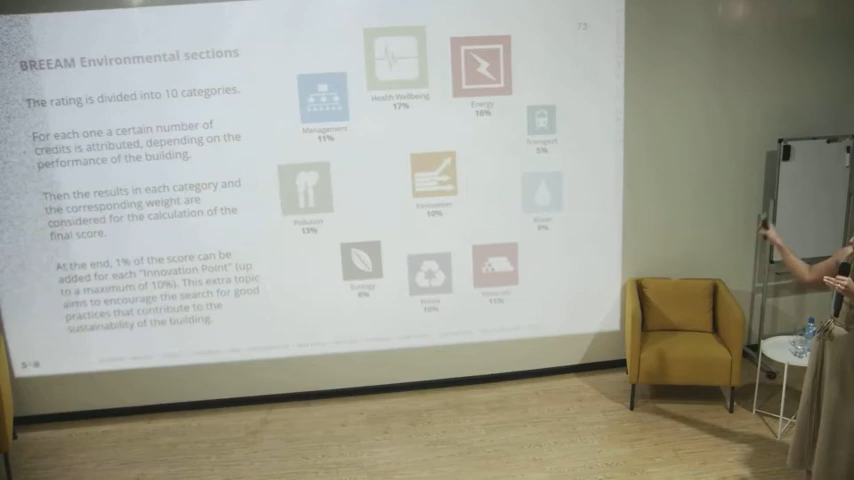 73
BREEAM Environmental sections
The rating is divided into 10 categories.
For each one a certain number of
credits is attributed, depending on the
performance of the building.
Then the results in each category and
the corresponding weight are
considered for the calculation of the
final score.
At the end, 1% of the score can be
added for each "Innovation Point" (up
to a maximum of 10%). This extra topic
aims to encourage the search for good
practices that contribute to the
sustainability of the building.
Health Wellbeing
17%
Energy
16%
Management
11%
Transport
5%
Pollution
13%
Innovation
10%
Water
Ecology
6%
Waste
10%
Materials
11%